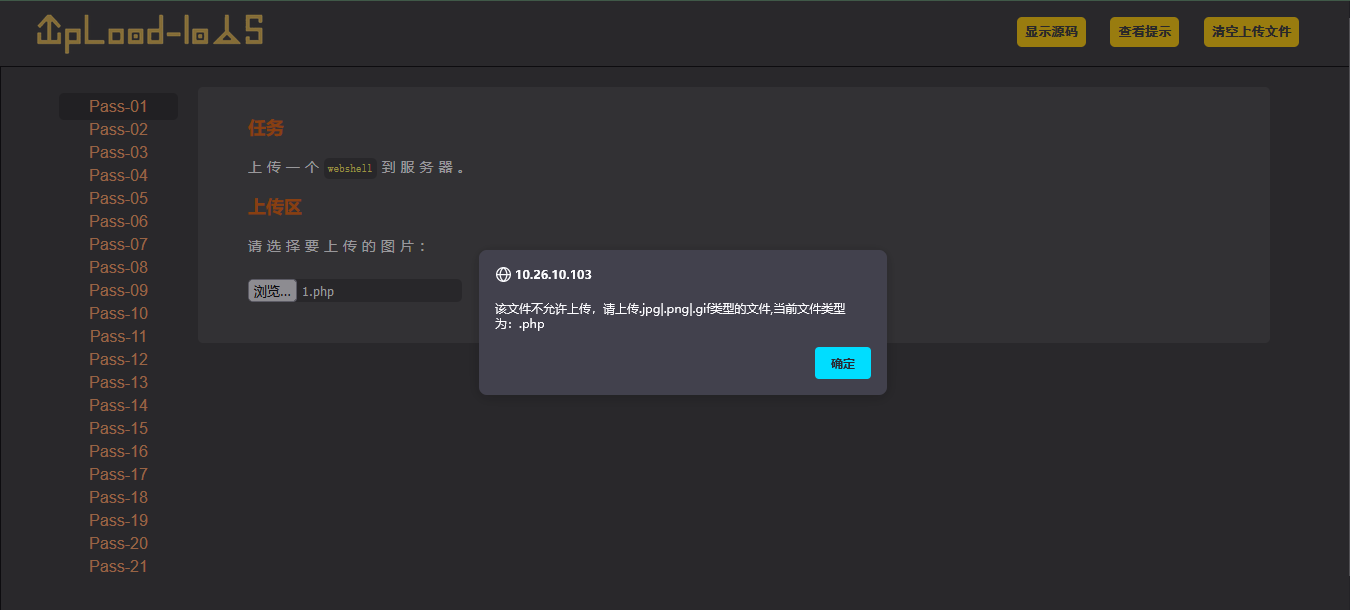 UpLoad-labs
显示源码 查看提示 清空上传文件
Pass-01
Pass-02
Pass-03
Pass-04
Pass-05
Pass-06
Pass-07
Pass-08
Pass-09
Pass-10
Pass-11
Pass-12
Pass-13
Pass-14
Pass-15
Pass-16
Pass-17
Pass-18
Pass-19
Pass-20
Pass-21
任务
上传一个 webshell 到服务器。
上传区
请选择要上传的图片：
浏览... 1.php
10.26.10.103
该文件不允许上传，请上传.jpg|.png|.gif类型的文件,当前文件类型
为：.php
确定